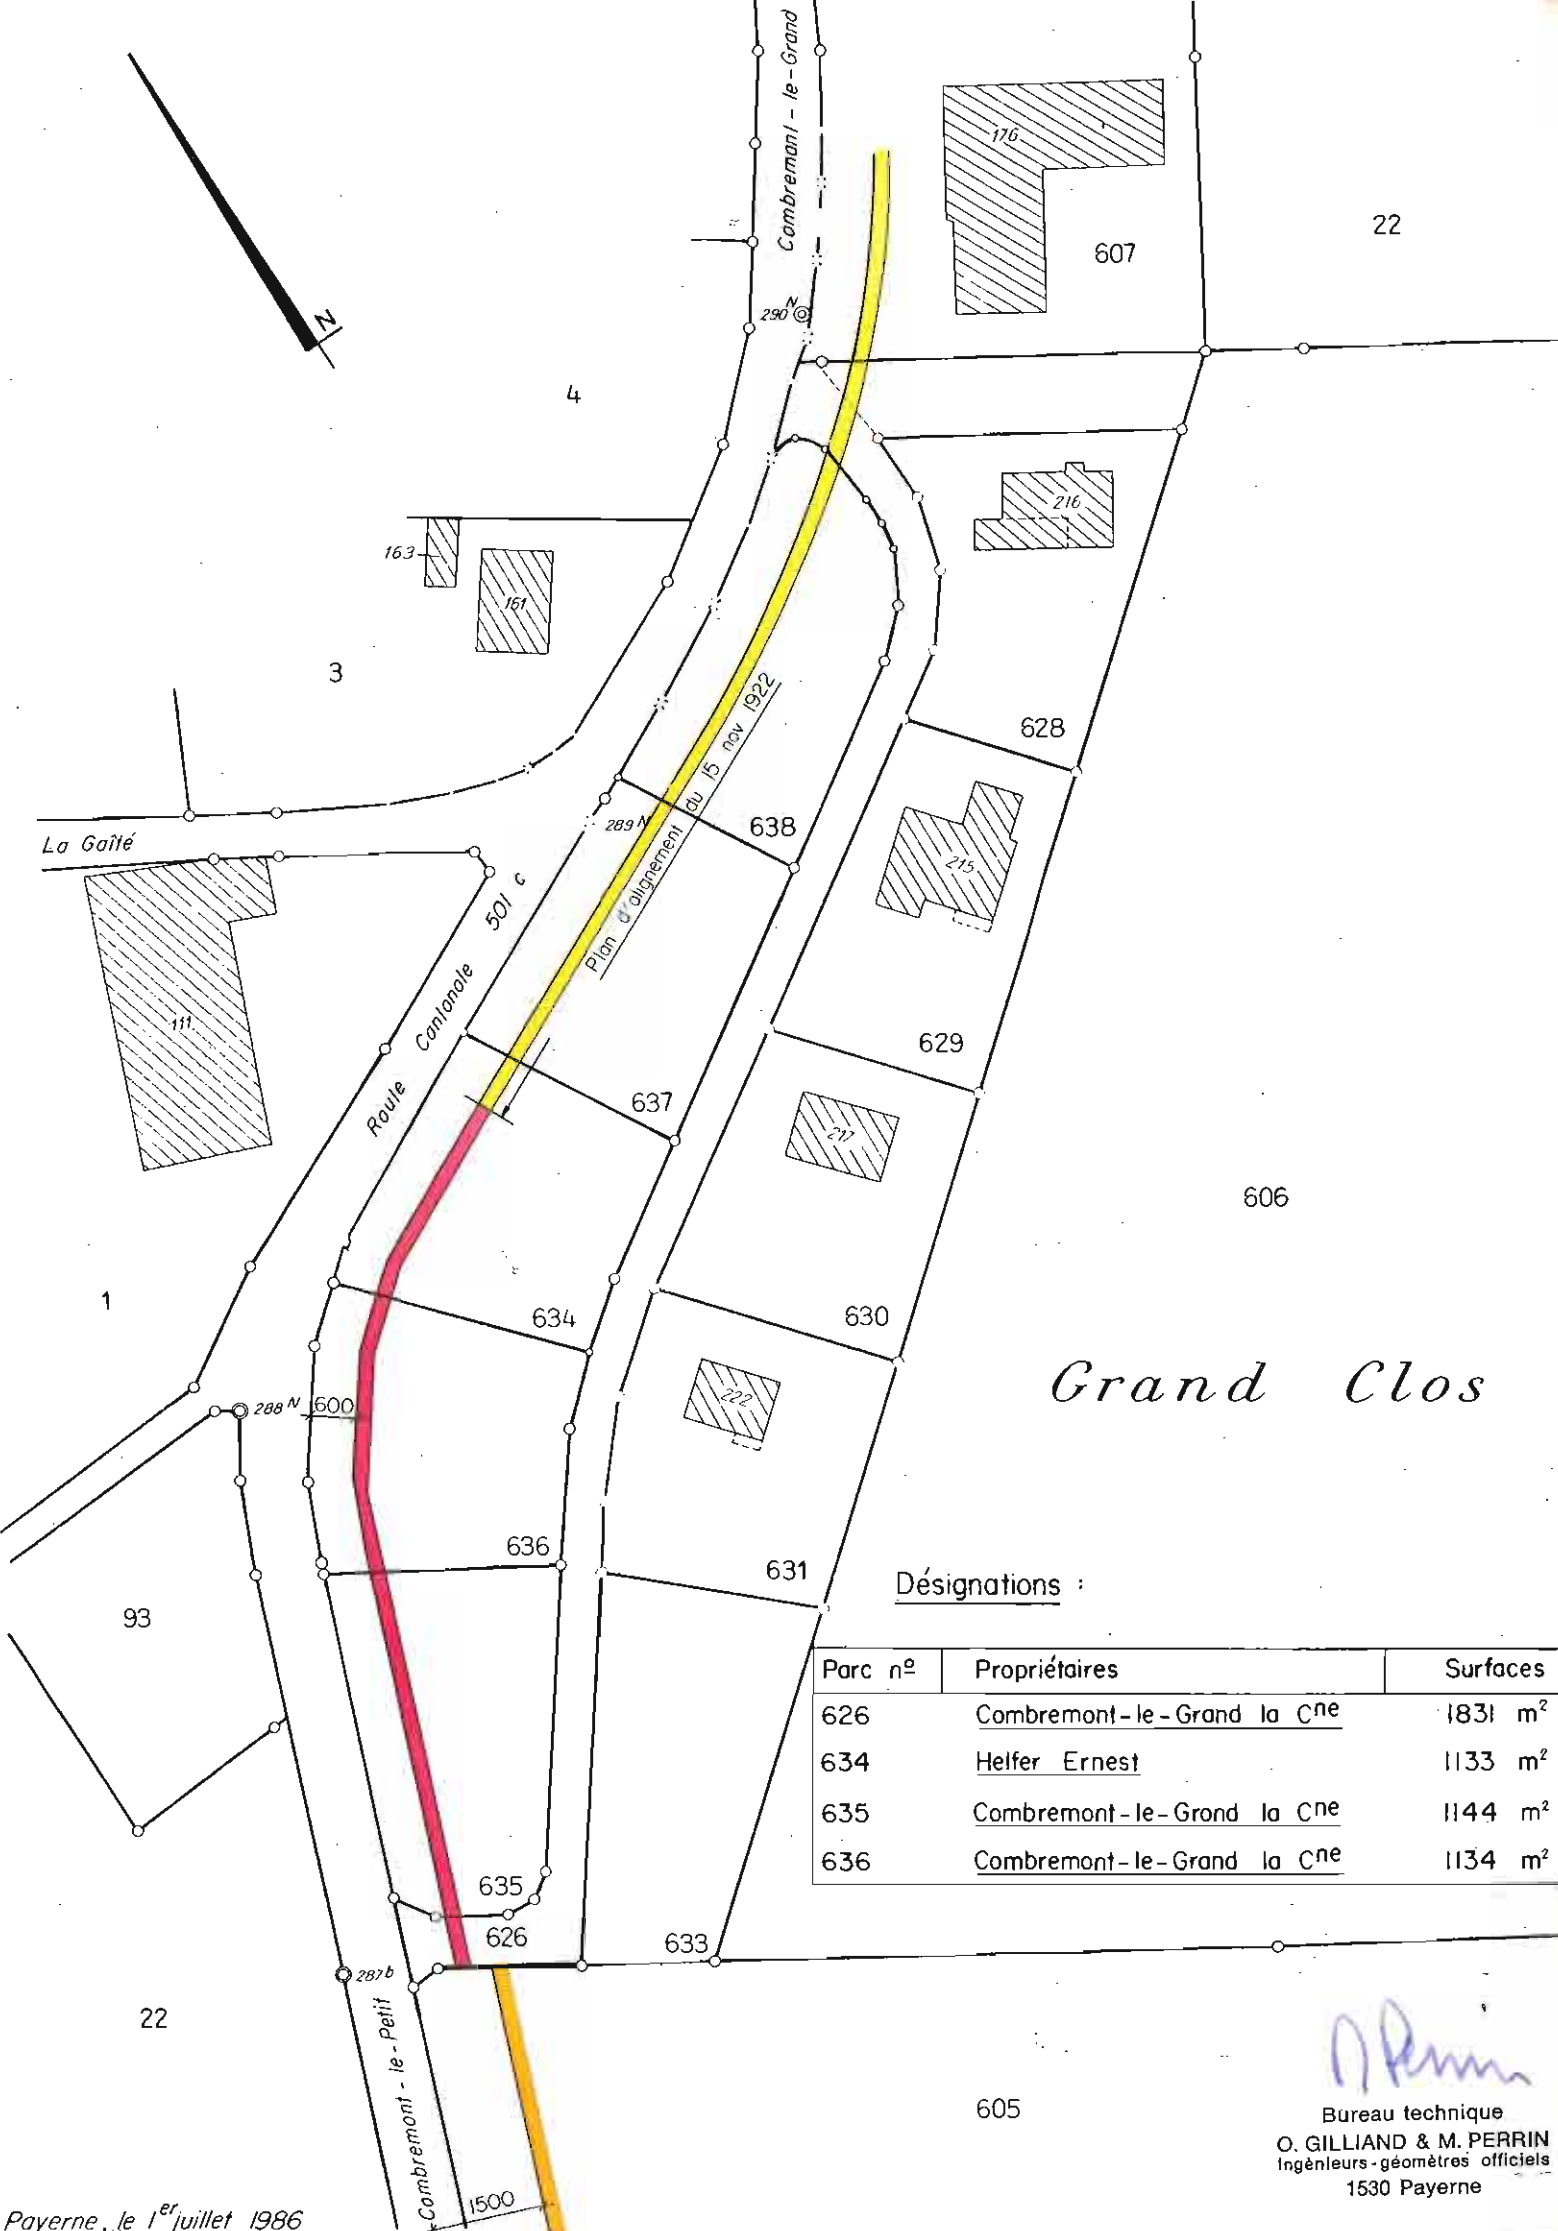 Combremont-le-Grand
176
22
607
290 N
4
N
216
163
161
3
Plan d'alignement du 15 nov 1922
628
289 N
638
La Gaîté
215
Route Cantonale 501 c
111
629
637
217
606
1
634
630
Grand Clos
222
288 N
600
636
631
93
Désignations :
Parc nº Propriétaires Surfaces
626 Combremont-le-Grand la Cne 1831 m²
634 Helfer Ernest 1133 m²
635 Combremont-le-Grand la Cne 1144 m²
636 Combremont-le-Grand la Cne 1134 m²
635
626
633
287b
22
Combremont-le-Petit
605
Perrin
Bureau technique
O. GILLIAND & M. PERRIN
Ingénieurs-géomètres officiels
1530 Payerne
1500
Payerne, le 1er juillet 1986